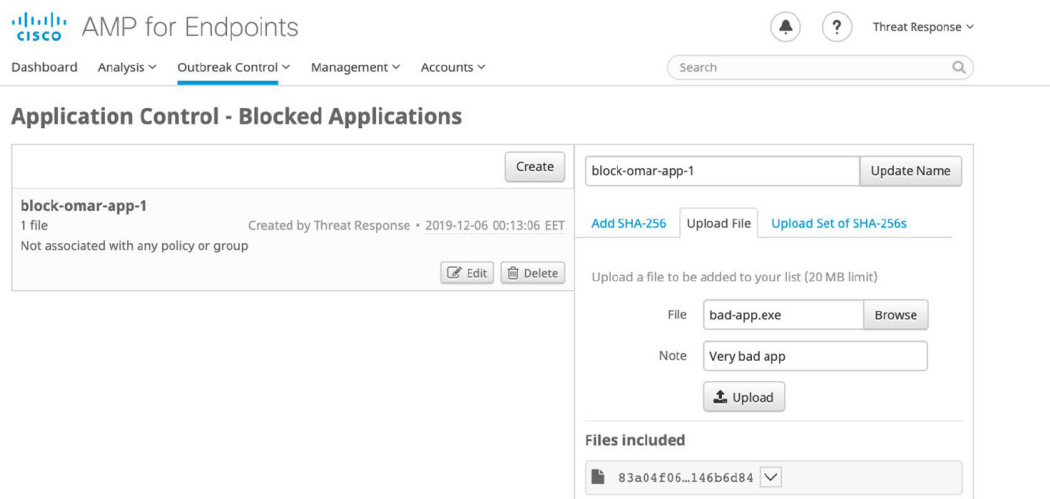 CISCO AMP for Endpoints
? Threat Response
Dashboard Analysis Outbreak Control Management Accounts Search
Application Control - Blocked Applications
Create
block-omar-app-1
1 file Created by Threat Response • 2019-12-06 00:13:06 EET
Not associated with any policy or group
Edit Delete
block-omar-app-1 Update Name
Add SHA-256 Upload File Upload Set of SHA-256s
Upload a file to be added to your list (20 MB limit)
File bad-app.exe Browse
Note Very bad app
Upload
Files included
83a04f06...146b6d84